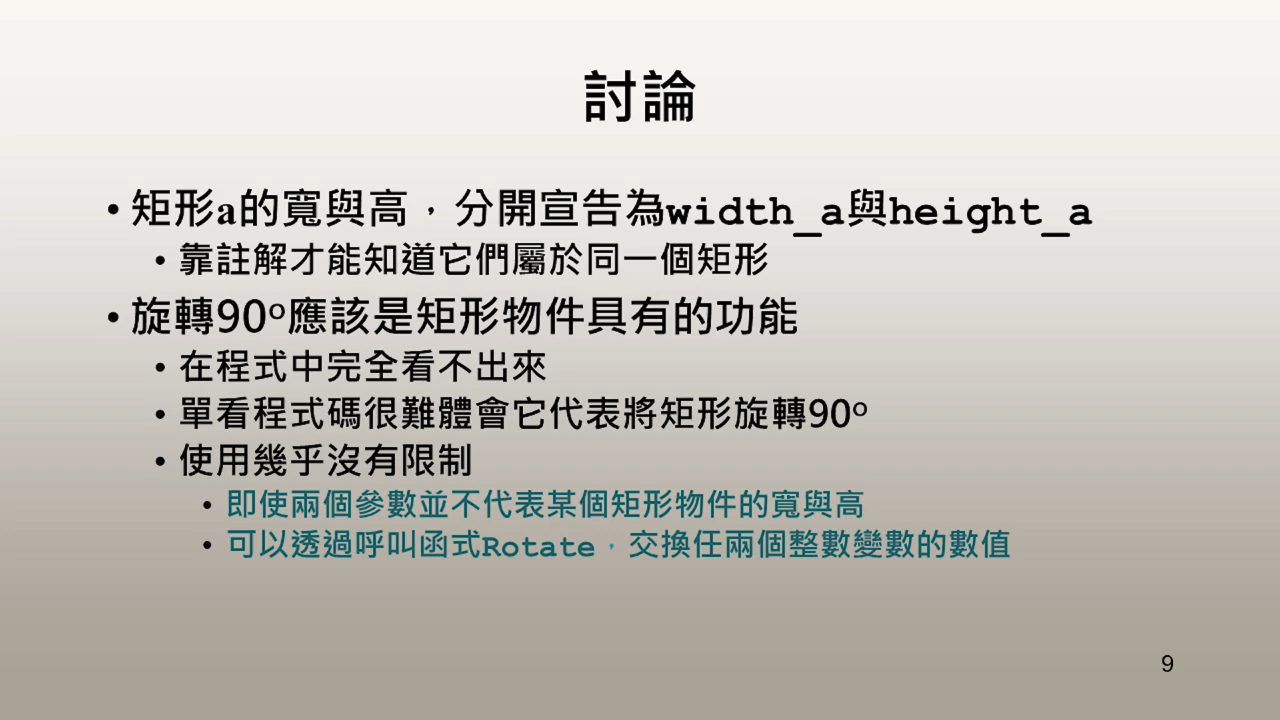 討論
• 矩形a的寬與高，分開宣告為width_a與height_a
• 靠註解才能知道它們屬於同一個矩形
• 旋轉90º應該是矩形物件具有的功能
• 在程式中完全看不出來
• 單看程式碼很難體會它代表將矩形旋轉90º
• 使用幾乎沒有限制
• 即使兩個參數並不代表某個矩形物件的寬與高
• 可以透過呼叫函式Rotate，交換任兩個整數變數的數值
9